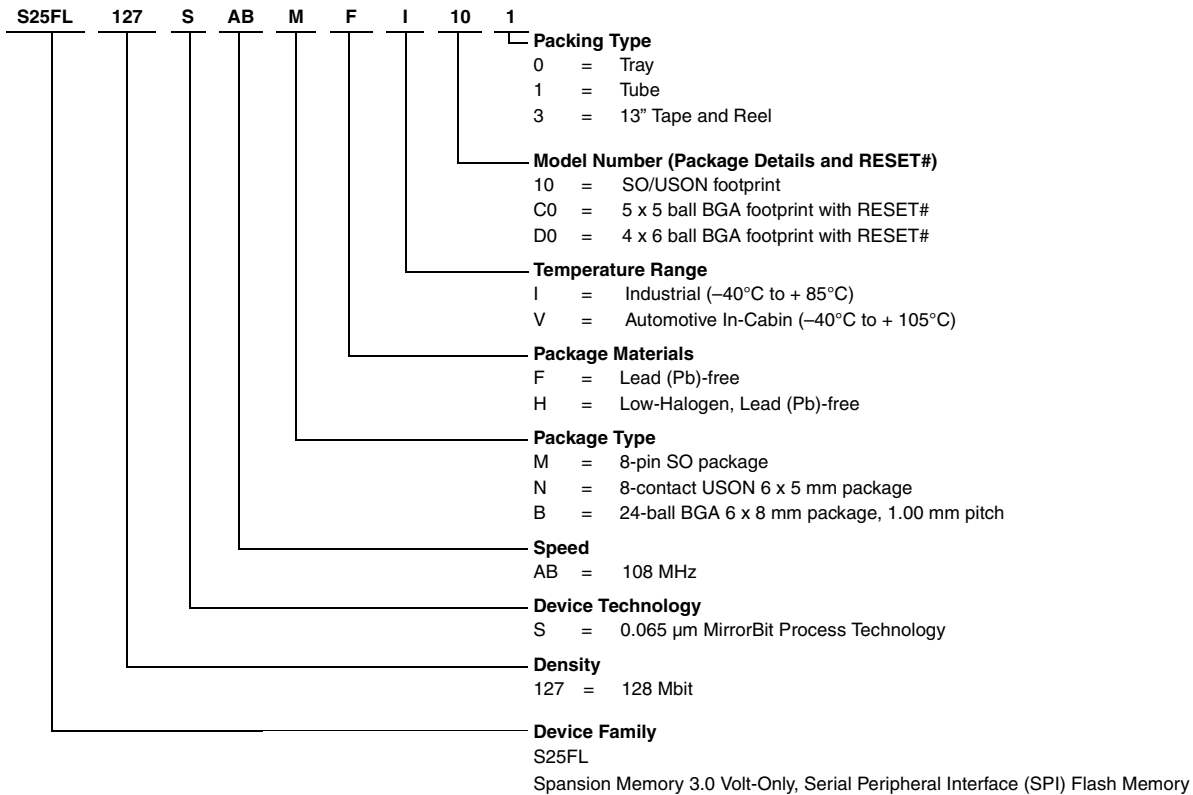 S25FL 127 S AB M F I 10 1
Packing Type
0 = Tray
1 = Tube
3 = 13” Tape and Reel
Model Number (Package Details and RESET#)
10 = SO/USON footprint
C0 = 5 x 5 ball BGA footprint with RESET#
D0 = 4 x 6 ball BGA footprint with RESET#
Temperature Range
I = Industrial (–40°C to + 85°C)
V = Automotive In-Cabin (–40°C to + 105°C)
Package Materials
F = Lead (Pb)-free
H = Low-Halogen, Lead (Pb)-free
Package Type
M = 8-pin SO package
N = 8-contact USON 6 x 5 mm package
B = 24-ball BGA 6 x 8 mm package, 1.00 mm pitch
Speed
AB = 108 MHz
Device Technology
S = 0.065 µm MirrorBit Process Technology
Density
127 = 128 Mbit
Device Family
S25FL
Spansion Memory 3.0 Volt-Only, Serial Peripheral Interface (SPI) Flash Memory